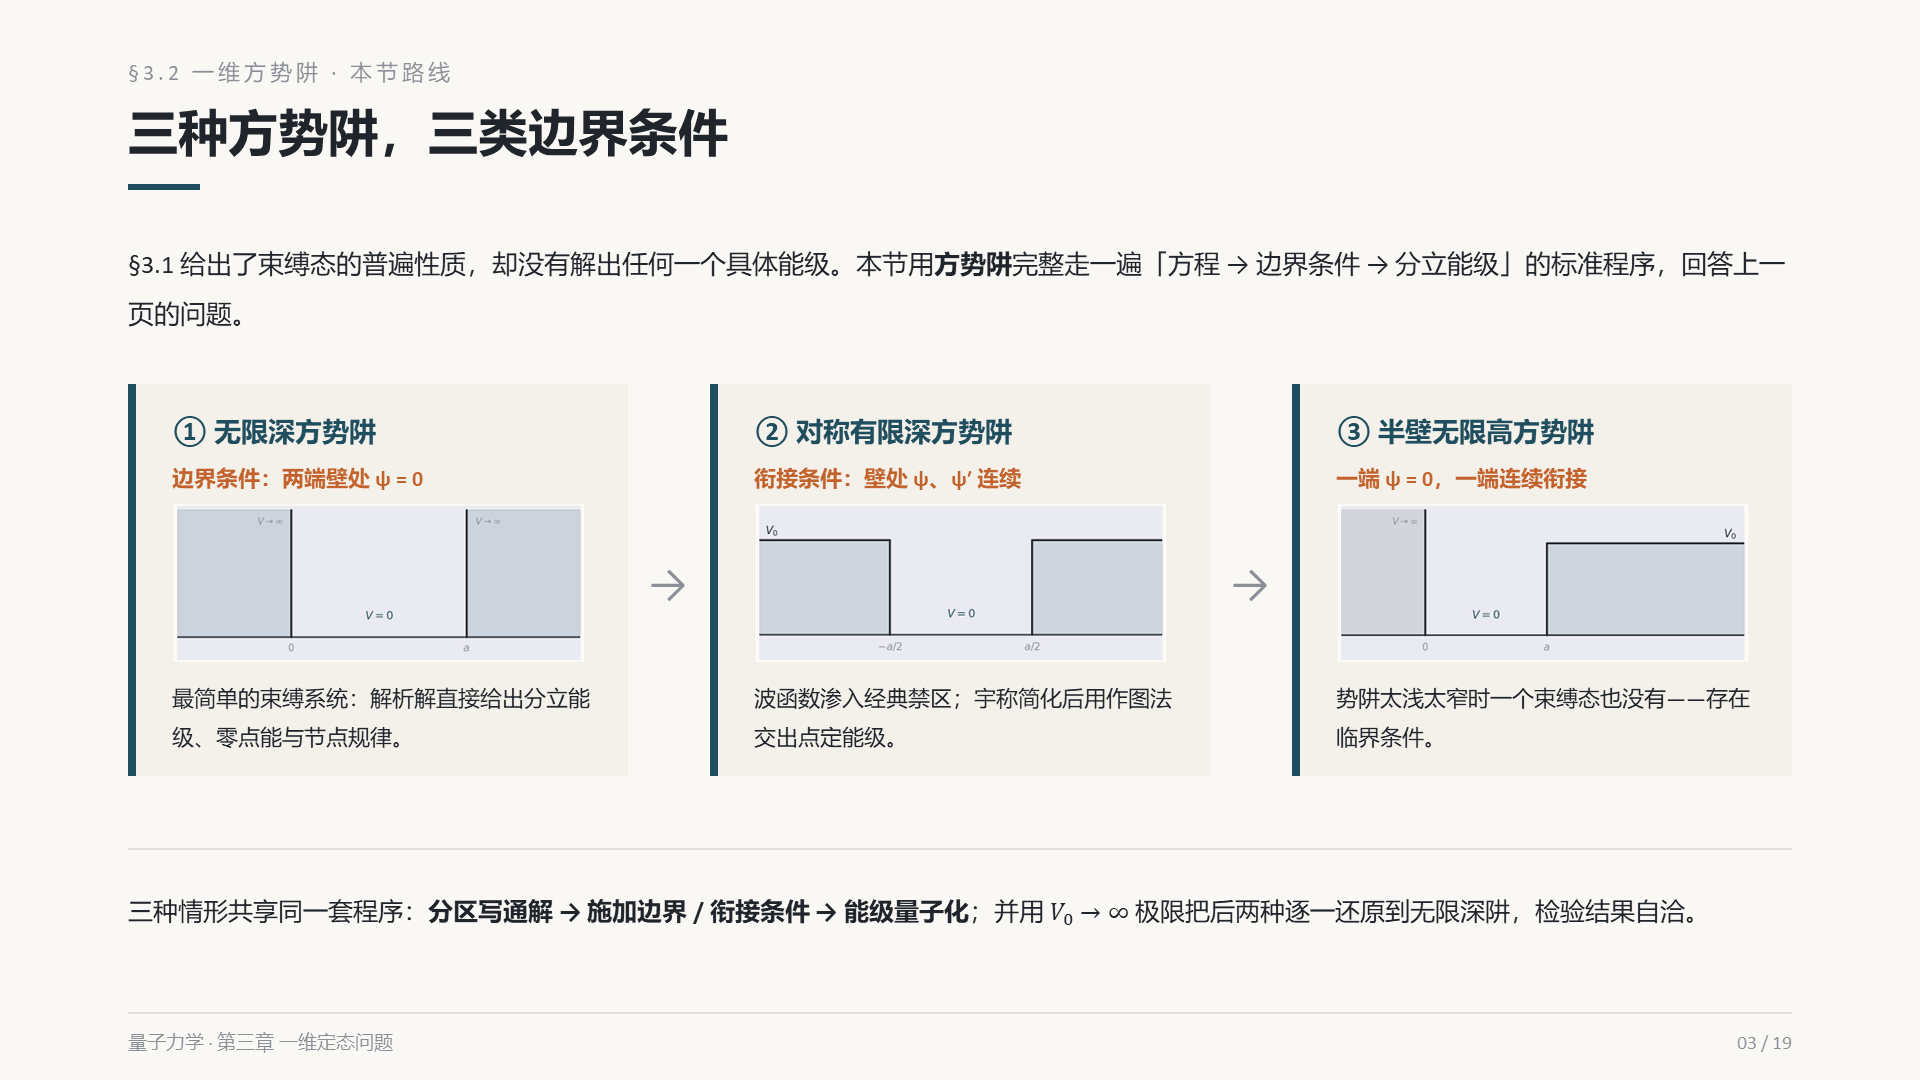 §3.2 一维方势阱 · 本节路线
三种方势阱，三类边界条件
§3.1 给出了束缚态的普遍性质，却没有解出任何一个具体能级。本节用方势阱完整走一遍「方程 → 边界条件 → 分立能级」的标准程序，回答上一
页的问题。
① 无限深方势阱
边界条件：两端壁处 ψ = 0
V→∞
V→∞
V=0
0
a
最简单的束缚系统：解析解直接给出分立能
级、零点能与节点规律。
→
② 对称有限深方势阱
衔接条件：壁处 ψ、ψ′ 连续
V₀
V=0
−a/2
a/2
波函数渗入经典禁区；宇称简化后用作图法
交出点定能级。
→
③ 半壁无限高方势阱
一端 ψ = 0，一端连续衔接
V→∞
V₀
V=0
0
a
势阱太浅太窄时一个束缚态也没有——存在
临界条件。
三种情形共享同一套程序：分区写通解 → 施加边界 / 衔接条件 → 能级量子化；并用 V₀ → ∞ 极限把后两种逐一还原到无限深阱，检验结果自洽。
量子力学 · 第三章 一维定态问题
03 / 19